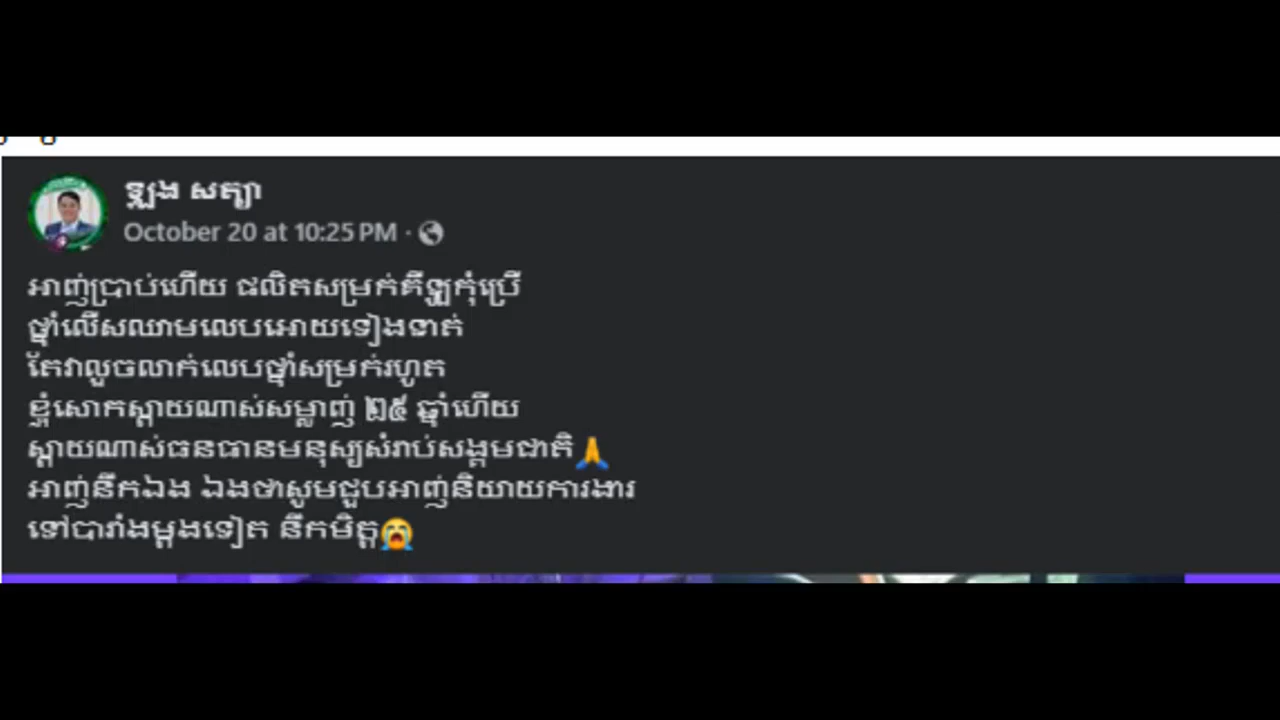 ឡុង សត្យា
October 20 at 10:25 PM
អាញ់ប្រាប់ហើយ ផលិតសម្រក់គីឡូកុំប្រើ
ថ្នាំលើសឈាមលេបអោយទៀងទាត់
តែវាលួចលាក់លេបថ្នាំសម្រក់រហូត
ខ្ញុំសោកស្តាយណាស់សម្លាញ់ ២៥ ឆ្នាំហើយ
ស្តាយណាស់ធនធានមនុស្សសំរាប់សង្គមជាតិ🙏
អាញ់នឹកឯង ឯងថាសូមជួបអាញ់និយាយការងារ
ទៅបារាំងម្តងទៀត នឹកមិត្ត😭